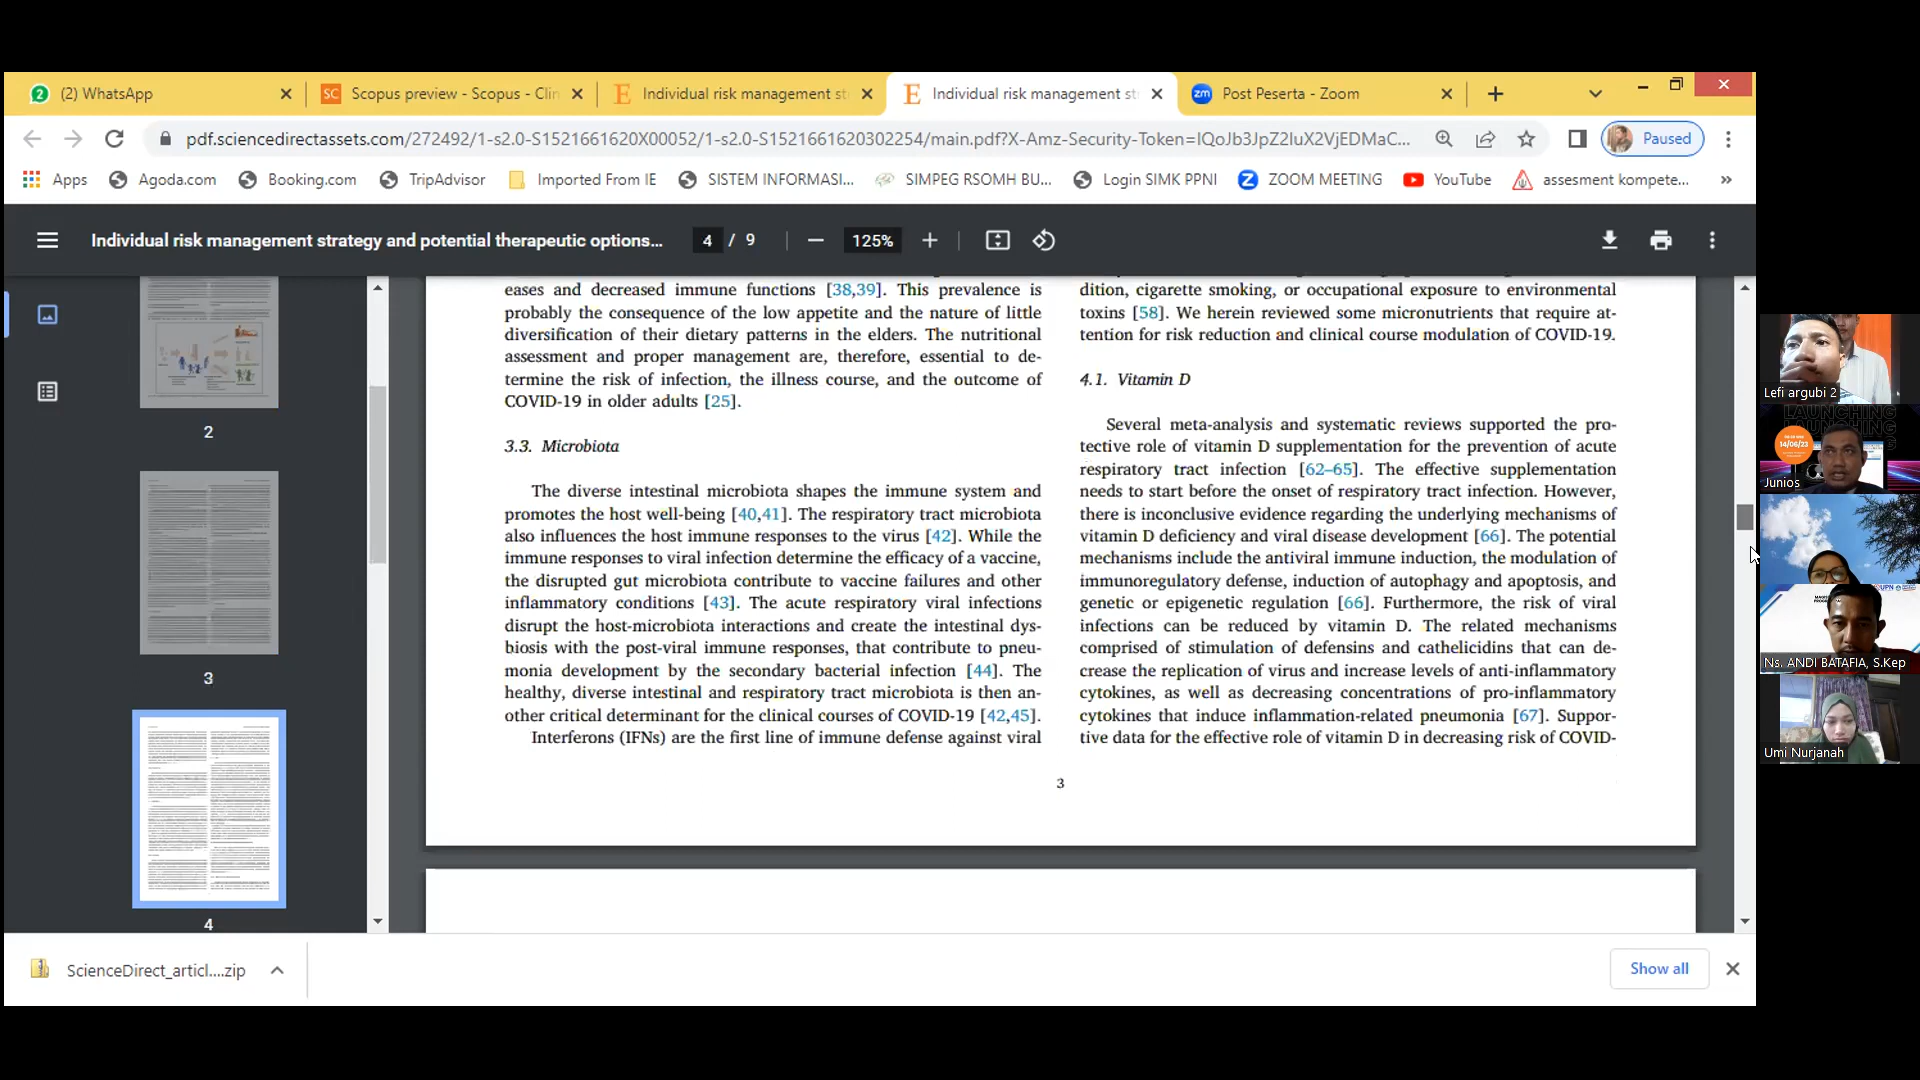 (2) WhatsApp
Scopus preview - Scopus - Clin
Individual risk management st
Individual risk management st
Post Peserta - Zoom
pdf.sciencedirectassets.com/272492/1-s2.0-S1521661620X00052/1-s2.0-S1521661620302254/main.pdf?X-Amz-Security-Token=IQoJb3JpZ2luX2VjEDMaC...
Paused
Apps
Agoda.com
Booking.com
TripAdvisor
Imported From IE
SISTEM INFORMASI...
SIMPEG RSOMH BU...
Login SIMK PPNI
ZOOM MEETING
YouTube
assesment kompete...
Individual risk management strategy and potential therapeutic options...
4 / 9
125%
2
3
4
eases and decreased immune functions [38,39]. This prevalence is
probably the consequence of the low appetite and the nature of little
diversification of their dietary patterns in the elders. The nutritional
assessment and proper management are, therefore, essential to de-
termine the risk of infection, the illness course, and the outcome of
COVID-19 in older adults [25].
3.3. Microbiota
The diverse intestinal microbiota shapes the immune system and
promotes the host well-being [40,41]. The respiratory tract microbiota
also influences the host immune responses to the virus [42]. While the
immune responses to viral infection determine the efficacy of a vaccine,
the disrupted gut microbiota contribute to vaccine failures and other
inflammatory conditions [43]. The acute respiratory viral infections
disrupt the host-microbiota interactions and create the intestinal dys-
biosis with the post-viral immune responses, that contribute to pneu-
monia development by the secondary bacterial infection [44]. The
healthy, diverse intestinal and respiratory tract microbiota is then an-
other critical determinant for the clinical courses of COVID-19 [42,45].
Interferons (IFNs) are the first line of immune defense against viral
dition, cigarette smoking, or occupational exposure to environmental
toxins [58]. We herein reviewed some micronutrients that require at-
tention for risk reduction and clinical course modulation of COVID-19.
4.1. Vitamin D
Several meta-analysis and systematic reviews supported the pro-
tective role of vitamin D supplementation for the prevention of acute
respiratory tract infection [62–65]. The effective supplementation
needs to start before the onset of respiratory tract infection. However,
there is inconclusive evidence regarding the underlying mechanisms of
vitamin D deficiency and viral disease development [66]. The potential
mechanisms include the antiviral immune induction, the modulation of
immunoregulatory defense, induction of autophagy and apoptosis, and
genetic or epigenetic regulation [66]. Furthermore, the risk of viral
infections can be reduced by vitamin D. The related mechanisms
comprised of stimulation of defensins and cathelicidins that can de-
crease the replication of virus and increase levels of anti-inflammatory
cytokines, as well as decreasing concentrations of pro-inflammatory
cytokines that induce inflammation-related pneumonia [67]. Suppor-
tive data for the effective role of vitamin D in decreasing risk of COVID-
3
ScienceDirect_articl....zip
Show all
Lefi argubi 2
LAUNCHING
14/06/23
Junios
Ns. ANDI BATAFIA, S.Kep
Umi Nurjanah